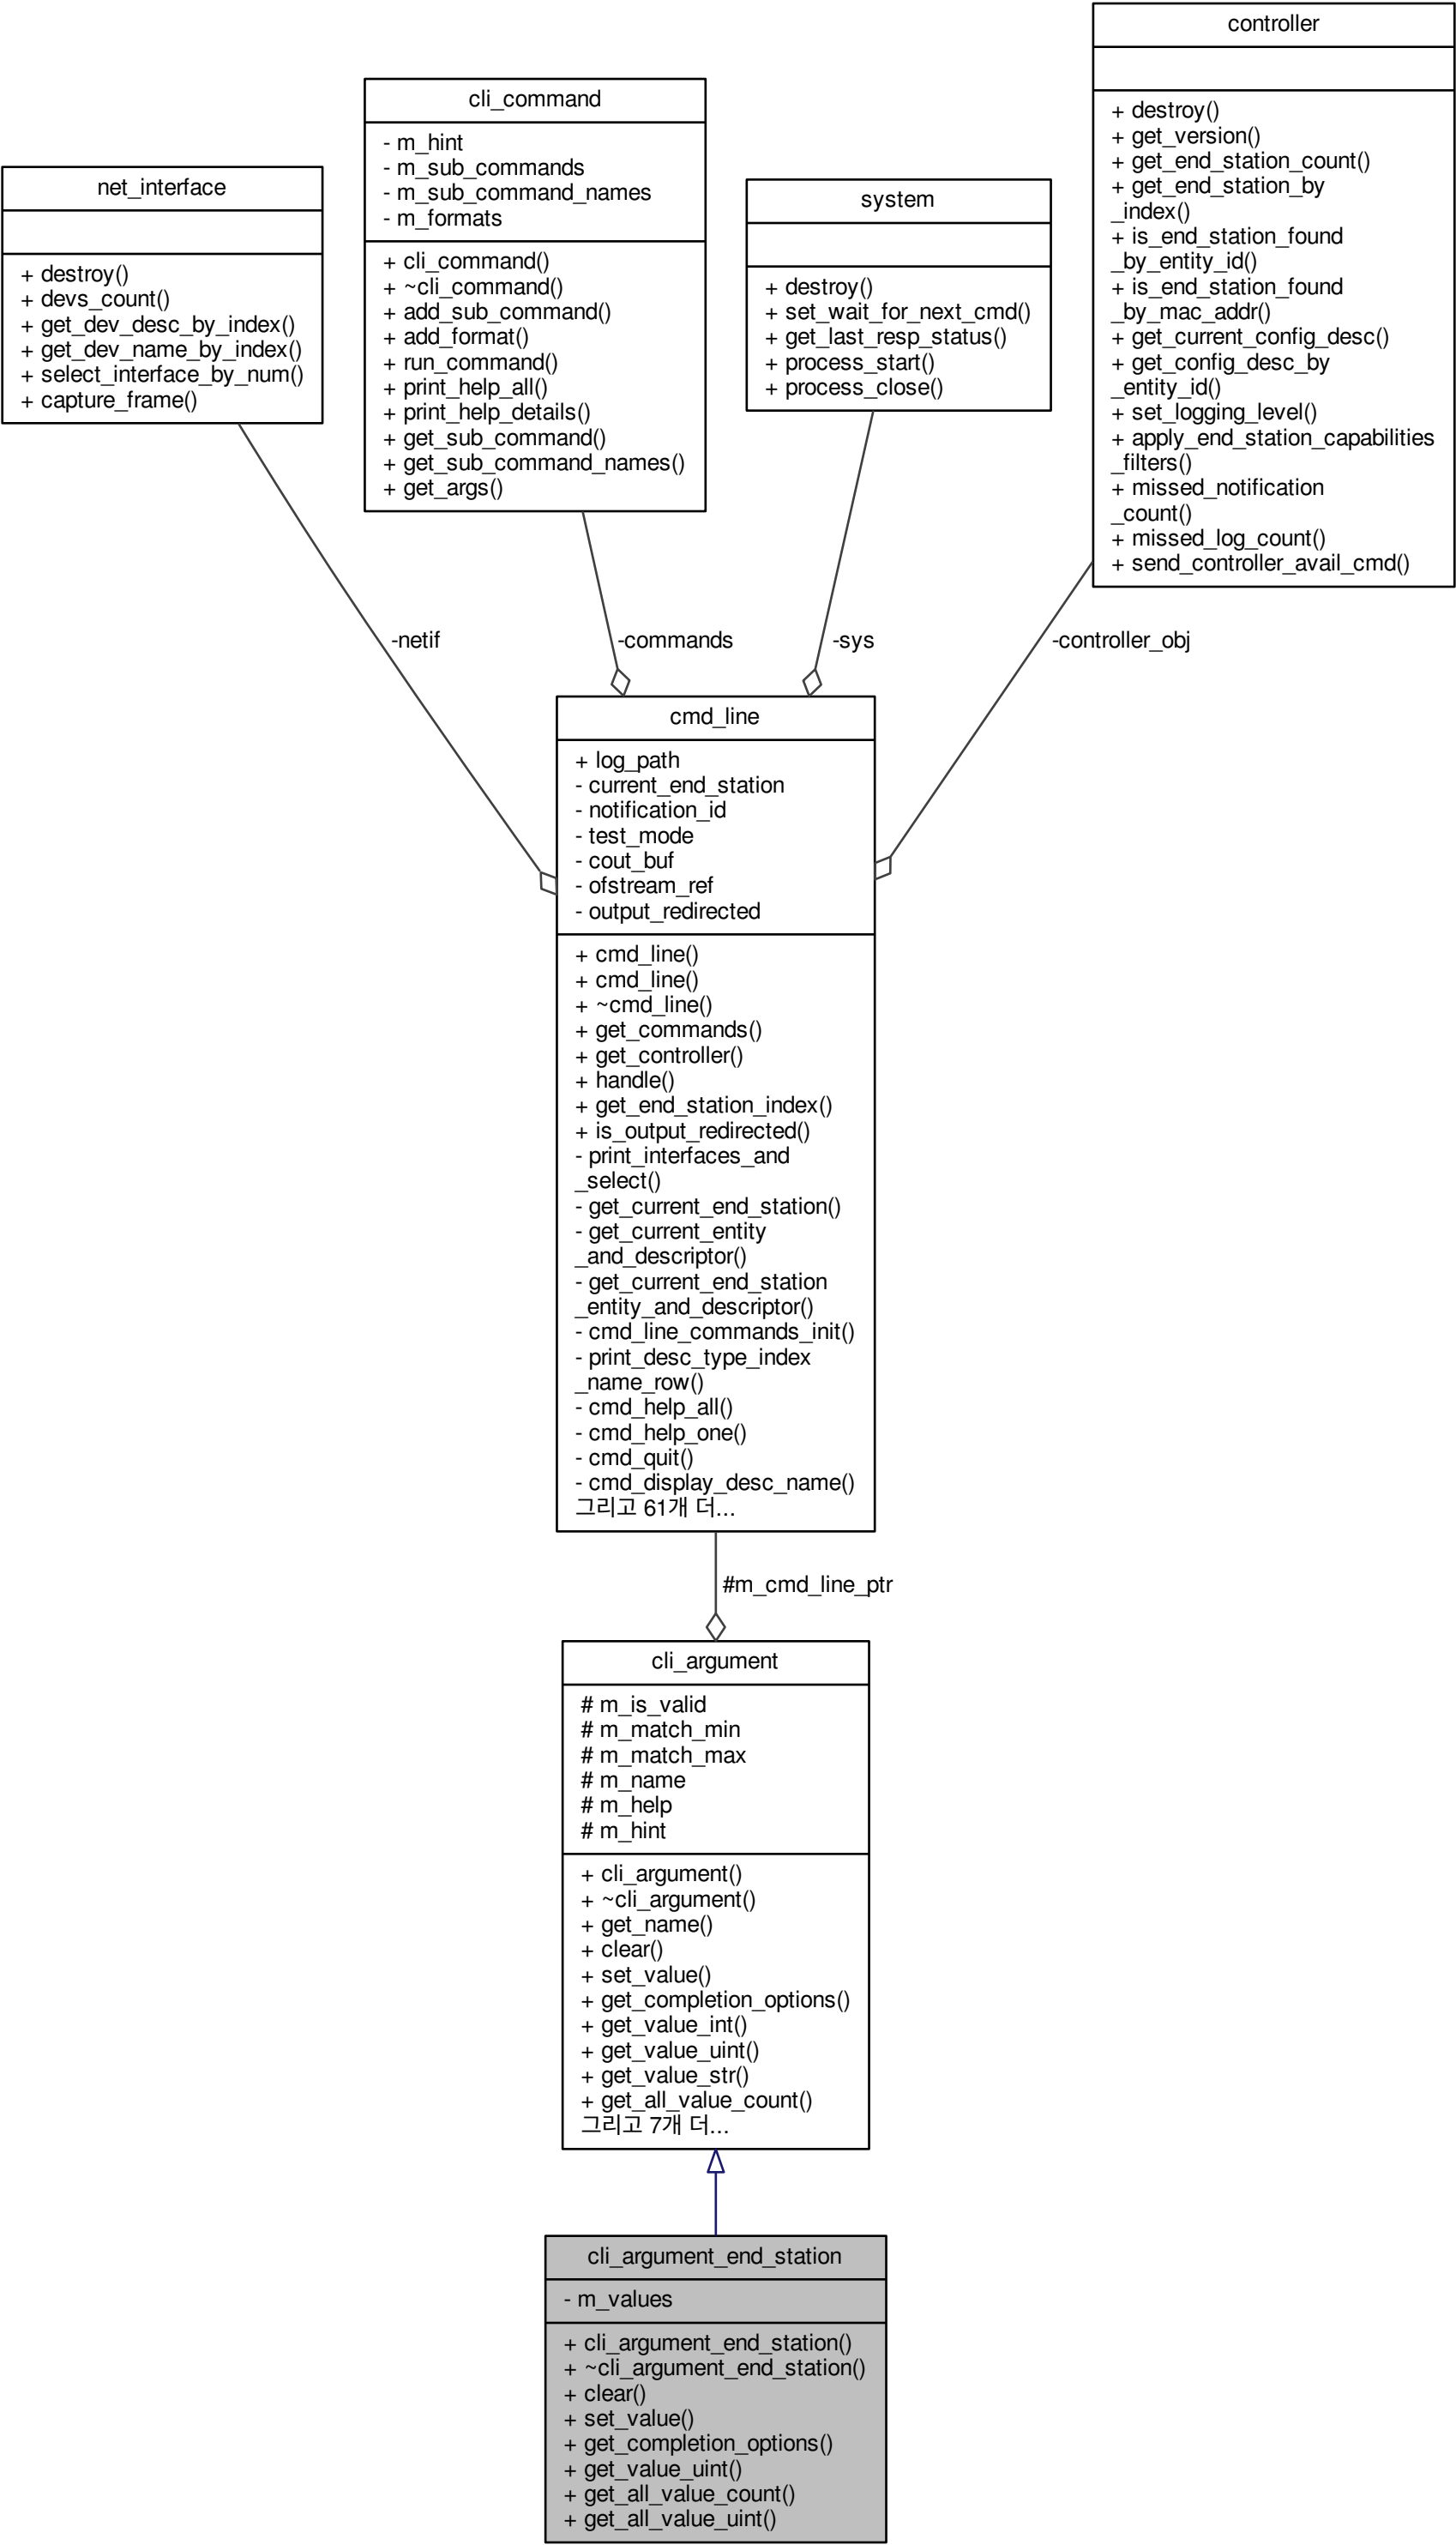 controller
+ destroy()
+ get_version()
+ get_end_station_count()
+ get_end_station_by
_index()
+ is_end_station_found
_by_entity_id()
+ is_end_station_found
_by_mac_addr()
+ get_current_config_desc()
+ get_config_desc_by
_entity_id()
+ set_logging_level()
+ apply_end_station_capabilities
_filters()
+ missed_notification
_count()
+ missed_log_count()
+ send_controller_avail_cmd()
cli_command
- m_hint
- m_sub_commands
- m_sub_command_names
- m_formats
+ cli_command()
+ ~cli_command()
+ add_sub_command()
+ add_format()
+ run_command()
+ print_help_all()
+ print_help_details()
+ get_sub_command()
+ get_sub_command_names()
+ get_args()
net_interface
+ destroy()
+ devs_count()
+ get_dev_desc_by_index()
+ get_dev_name_by_index()
+ select_interface_by_num()
+ capture_frame()
system
+ destroy()
+ set_wait_for_next_cmd()
+ get_last_resp_status()
+ process_start()
+ process_close()
-netif
-commands
-sys
-controller_obj
cmd_line
+ log_path
- current_end_station
- notification_id
- test_mode
- cout_buf
- ofstream_ref
- output_redirected
+ cmd_line()
+ cmd_line()
+ ~cmd_line()
+ get_commands()
+ get_controller()
+ handle()
+ get_end_station_index()
+ is_output_redirected()
- print_interfaces_and
_select()
- get_current_end_station()
- get_current_entity
_and_descriptor()
- get_current_end_station
_entity_and_descriptor()
- cmd_line_commands_init()
- print_desc_type_index
_name_row()
- cmd_help_all()
- cmd_help_one()
- cmd_quit()
- cmd_display_desc_name()
그리고 61개 더...
#m_cmd_line_ptr
cli_argument
# m_is_valid
# m_match_min
# m_match_max
# m_name
# m_help
# m_hint
+ cli_argument()
+ ~cli_argument()
+ get_name()
+ clear()
+ set_value()
+ get_completion_options()
+ get_value_int()
+ get_value_uint()
+ get_value_str()
+ get_all_value_count()
그리고 7개 더...
cli_argument_end_station
- m_values
+ cli_argument_end_station()
+ ~cli_argument_end_station()
+ clear()
+ set_value()
+ get_completion_options()
+ get_value_uint()
+ get_all_value_count()
+ get_all_value_uint()